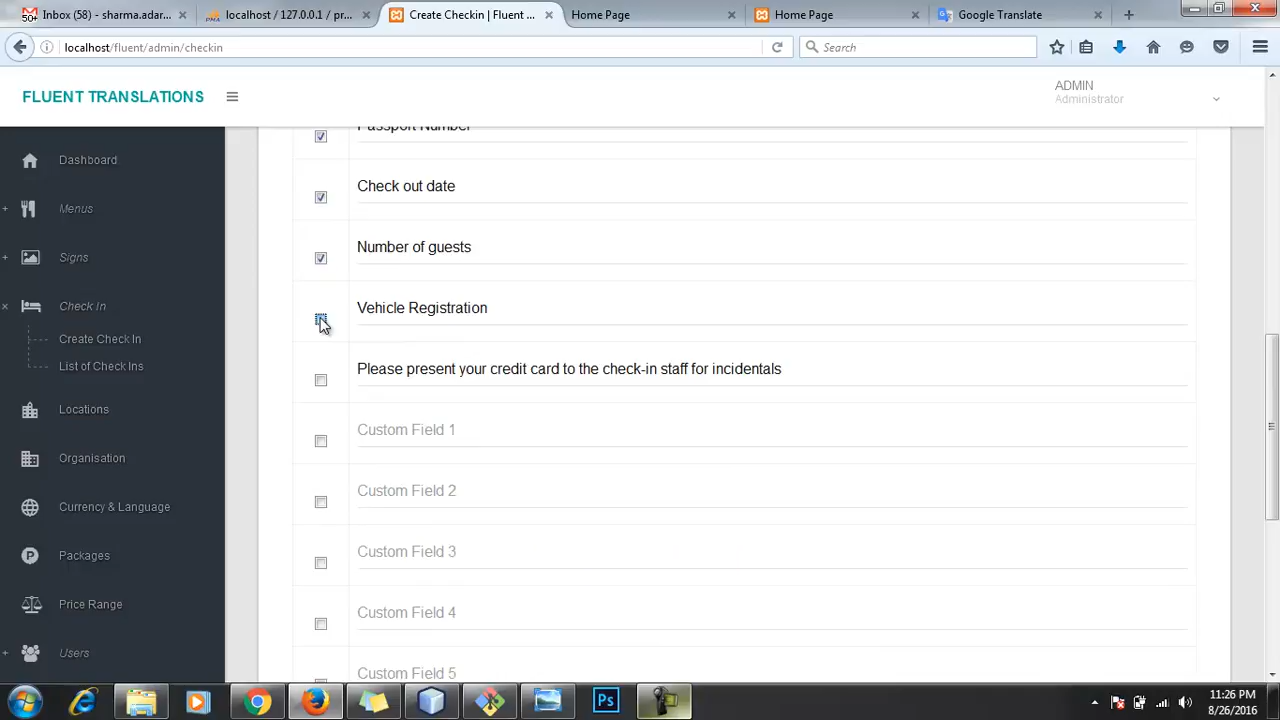 Inbox (58) - sharma.adar...
localhost / 127.0.0.1 / pr...
Create Checkin | Fluent ...
Home Page
Home Page
Google Translate
localhost/fluent/admin/checkin
Search
FLUENT TRANSLATIONS
ADMIN
Administrator
Dashboard
Menus
Signs
Check In
Create Check In
List of Check Ins
Locations
Organisation
Currency & Language
Packages
Price Range
Users
Passport Number
Check out date
Number of guests
Vehicle Registration
Please present your credit card to the check-in staff for incidentals
Custom Field 1
Custom Field 2
Custom Field 3
Custom Field 4
Custom Field 5
Ps
11:26 PM
8/26/2016